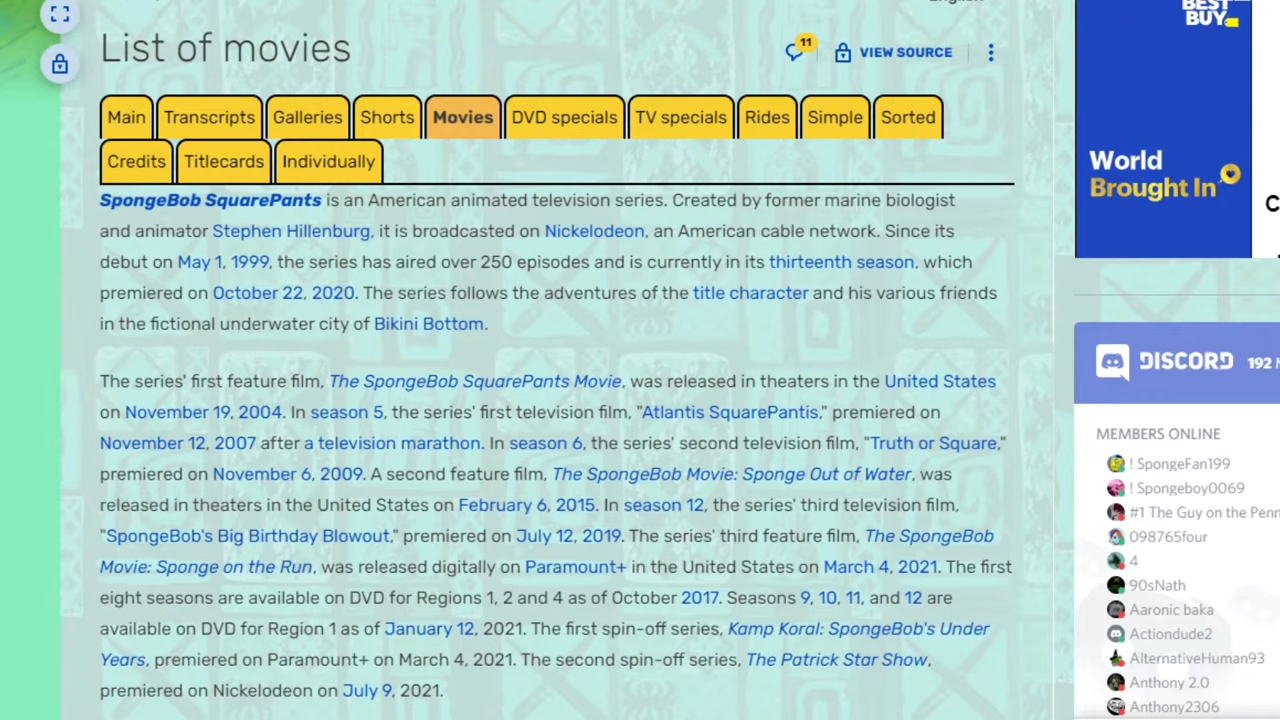 BEST
BUY
List of movies
11
VIEW SOURCE
Main
Transcripts
Galleries
Shorts
Movies
DVD specials
TV specials
Rides
Simple
Sorted
Credits
Titlecards
Individually
SpongeBob SquarePants is an American animated television series. Created by former marine biologist
and animator Stephen Hillenburg, it is broadcasted on Nickelodeon, an American cable network. Since its
debut on May 1, 1999, the series has aired over 250 episodes and is currently in its thirteenth season, which
premiered on October 22, 2020. The series follows the adventures of the title character and his various friends
in the fictional underwater city of Bikini Bottom.
The series' first feature film, The SpongeBob SquarePants Movie, was released in theaters in the United States
on November 19, 2004. In season 5, the series' first television film, "Atlantis SquarePantis," premiered on
November 12, 2007 after a television marathon. In season 6, the series' second television film, "Truth or Square,"
premiered on November 6, 2009. A second feature film, The SpongeBob Movie: Sponge Out of Water, was
released in theaters in the United States on February 6, 2015. In season 12, the series' third television film,
"SpongeBob's Big Birthday Blowout," premiered on July 12, 2019. The series' third feature film, The SpongeBob
Movie: Sponge on the Run, was released digitally on Paramount+ in the United States on March 4, 2021. The first
eight seasons are available on DVD for regions 1, 2 and 4 as of October 2017. Seasons 9, 10, 11, and 12 are
available on DVD for Region 1 as of January 12, 2021. The first spin-off series, Kamp Koral: SpongeBob's Under
Years, premiered on Paramount+ on March 4, 2021. The second spin-off series, The Patrick Star Show,
premiered on Nickelodeon on July 9, 2021.
World
Brought In
DISCORD 192
MEMBERS ONLINE
! SpongeFan199
! Spongeboy0069
#1 The Guy on the Penn
098765four
4
90sNath
Aaronic baka
Actiondude2
AlternativeHuman93
Anthony 2.0
Anthony2306